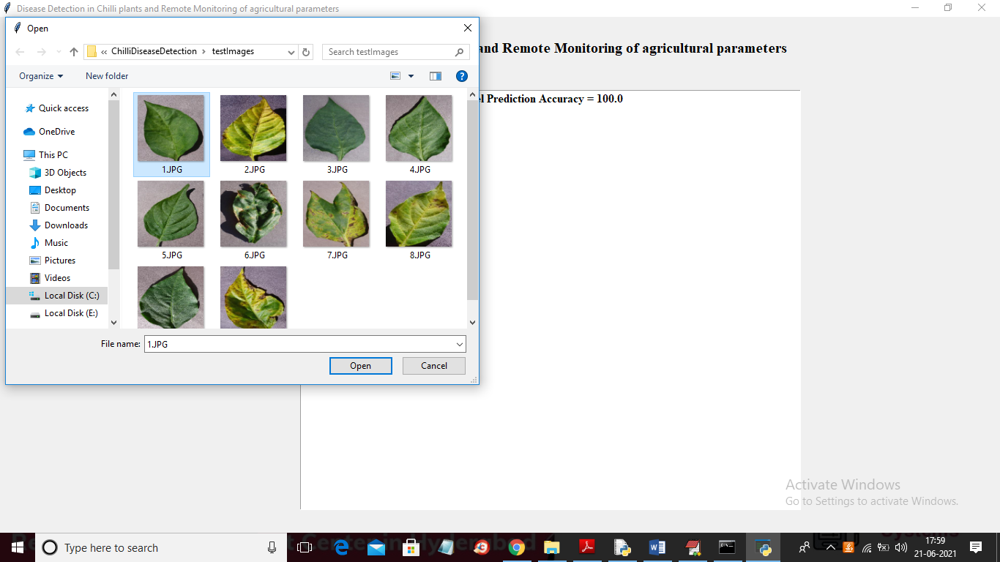 Disease Detection in Chilli plants and Remote Monitoring of agricultural parameters
Open
« ChilliDiseaseDetection › testImages
Search testImages
and Remote Monitoring of agricultural parameters
Organize
New folder
el Prediction Accuracy = 100.0
Quick access
OneDrive
This PC
3D Objects
Desktop
Documents
Downloads
Music
Pictures
Videos
Local Disk (C:)
Local Disk (E:)
1.JPG
2.JPG
3.JPG
4.JPG
5.JPG
6.JPG
7.JPG
8.JPG
File name: 1.JPG
Open
Cancel
Activate Windows
Go to Settings to activate Windows.
Type here to search
17:59
21-06-2021